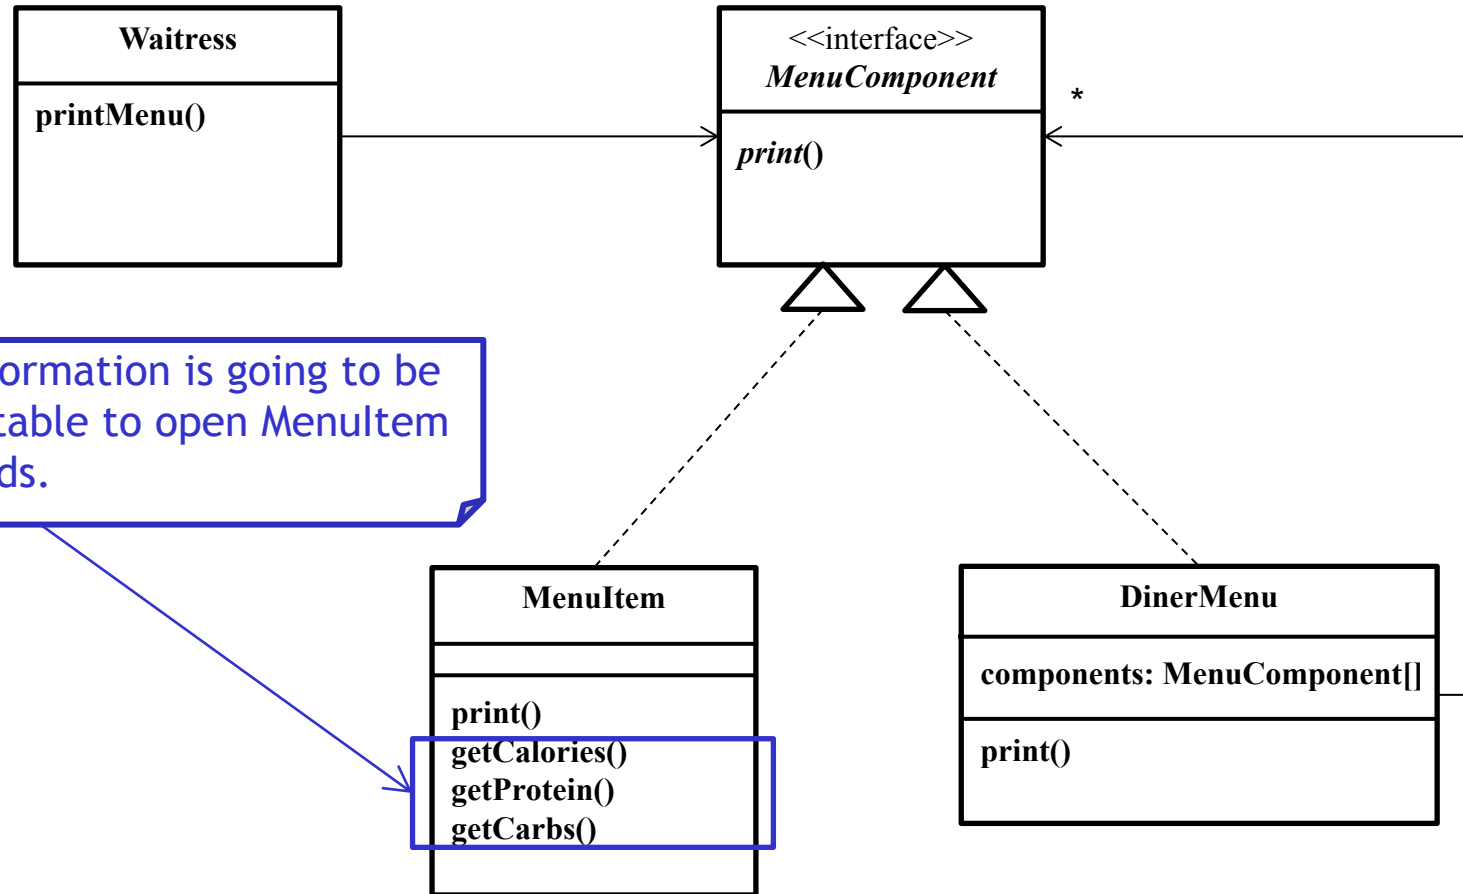 Waitress
printMenu()
<<interface>>
MenuComponent
*
print()
ormation is going to be
table to open MenuItem
ds.
MenuItem
print()
getCalories()
getProtein()
getCarbs()
DinerMenu
components: MenuComponent[]
print()